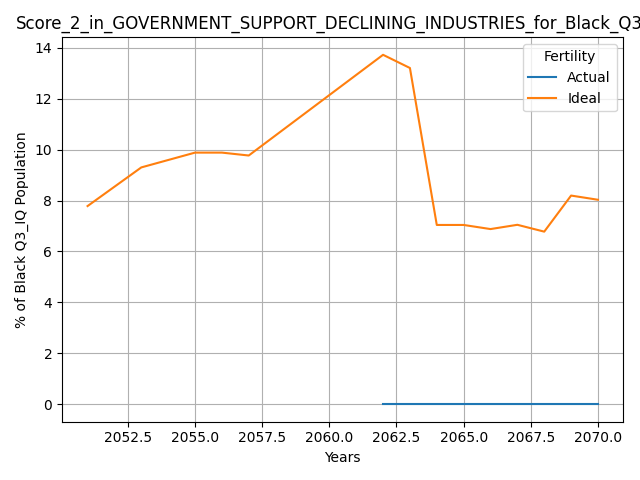 Score_2_in_GOVERNMENT_SUPPORT_DECLINING_INDUSTRIES_for_Black_Q3
Fertility
Actual
Ideal
% of Black Q3_IQ Population
14
12
10
8
6
4
2
0
2052.5 2055.0 2057.5 2060.0 2062.5 2065.0 2067.5 2070.0
Years